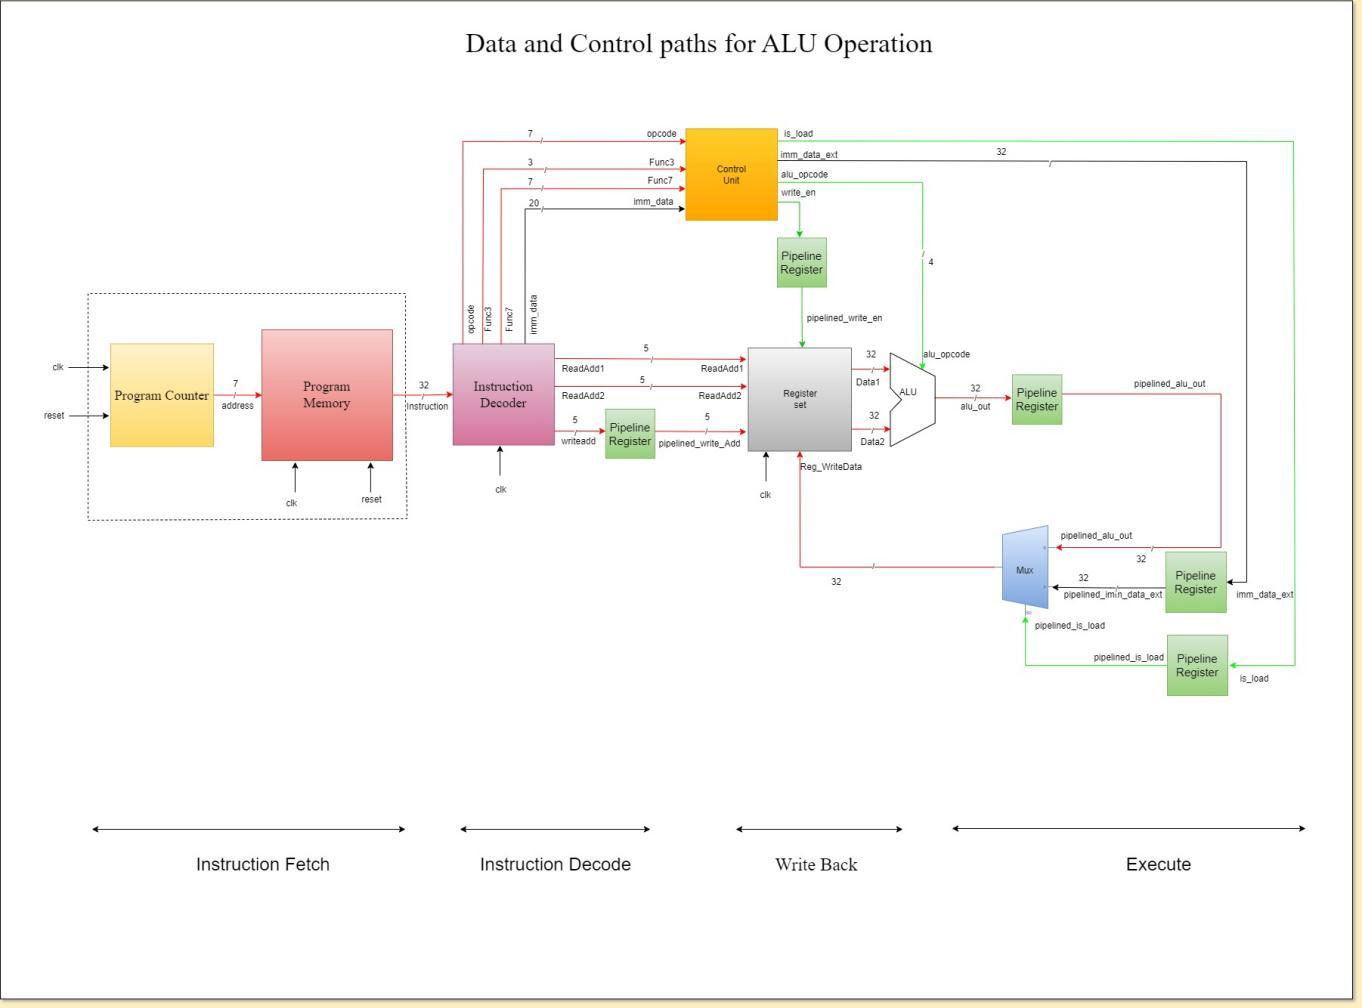 Data and Control paths for ALU Operation
7
opcode
is_load
imm_data_ext
32
3
Func3
Control
Unit
alu_opcode
7
Func7
write_en
20
imm_data
Pipeline
Register
4
opcode
Func3
Func7
imm_data
pipelined_write_en
clk
reset
Program Counter
7
address
Program
Memory
32
Instruction
clk
reset
Instruction
Decoder
clk
5
ReadAdd1
ReadAdd1
5
ReadAdd2
ReadAdd2
5
writeadd
Pipeline
Register
5
pipelined_write_Add
Register
set
clk
32
Data1
32
Data2
alu_opcode
ALU
32
alu_out
Pipeline
Register
pipelined_alu_out
Reg_WriteData
32
Mux
pipelined_alu_out
32
32
pipelined_imm_data_ext
Pipeline
Register
imm_data_ext
pipelined_is_load
pipelined_is_load
Pipeline
Register
is_load
Instruction Fetch
Instruction Decode
Write Back
Execute